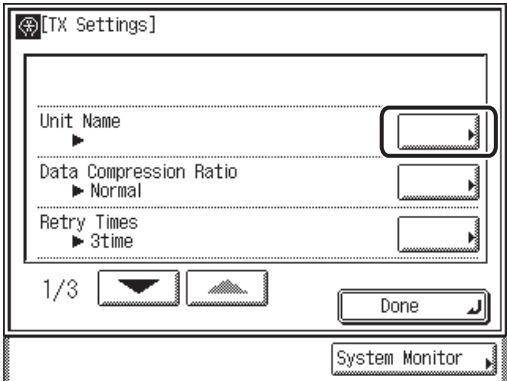 [TX Settings]
Unit Name
▶
Data Compression Ratio
▶ Normal
Retry Times
▶ 3time
1/3
Done
System Monitor